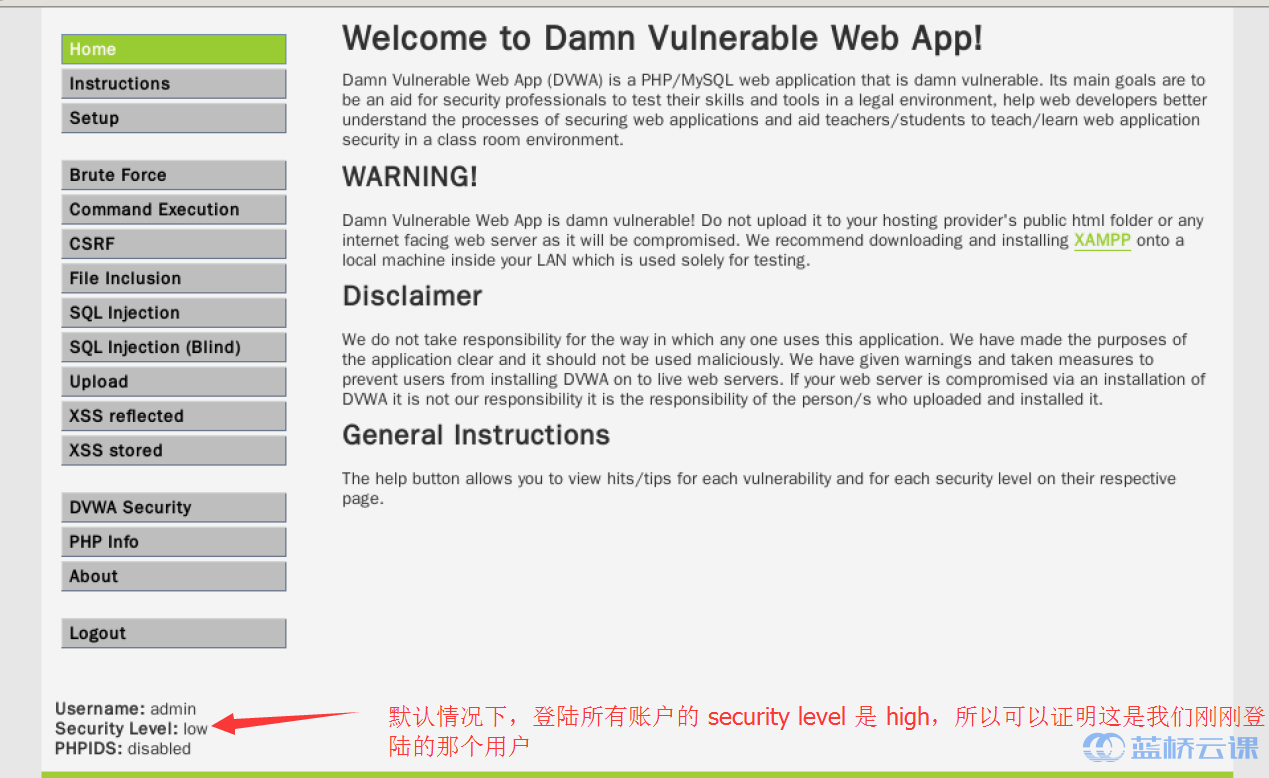 Home
Instructions
Setup
Brute Force
Command Execution
CSRF
File Inclusion
SQL Injection
SQL Injection (Blind)
Upload
XSS reflected
XSS stored
DVWA Security
PHP Info
About
Logout
Username: admin
Security Level: low
PHPIDS: disabled
Welcome to Damn Vulnerable Web App!
Damn Vulnerable Web App (DVWA) is a PHP/MySQL web application that is damn vulnerable. Its main goals are to
be an aid for security professionals to test their skills and tools in a legal environment, help web developers better
understand the processes of securing web applications and aid teachers/students to teach/learn web application
security in a class room environment.
WARNING!
Damn Vulnerable Web App is damn vulnerable! Do not upload it to your hosting provider's public html folder or any
internet facing web server as it will be compromised. We recommend downloading and installing XAMPP onto a
local machine inside your LAN which is used solely for testing.
Disclaimer
We do not take responsibility for the way in which any one uses this application. We have made the purposes of
the application clear and it should not be used maliciously. We have given warnings and taken measures to
prevent users from installing DVWA on to live web servers. If your web server is compromised via an installation of
DVWA it is not our responsibility it is the responsibility of the person/s who uploaded and installed it.
General Instructions
The help button allows you to view hits/tips for each vulnerability and for each security level on their respective
page.
默认情况下，登陆所有账户的 security level 是 high，所以可以证明这是我们刚刚登
陆的那个用户
蓝桥云课